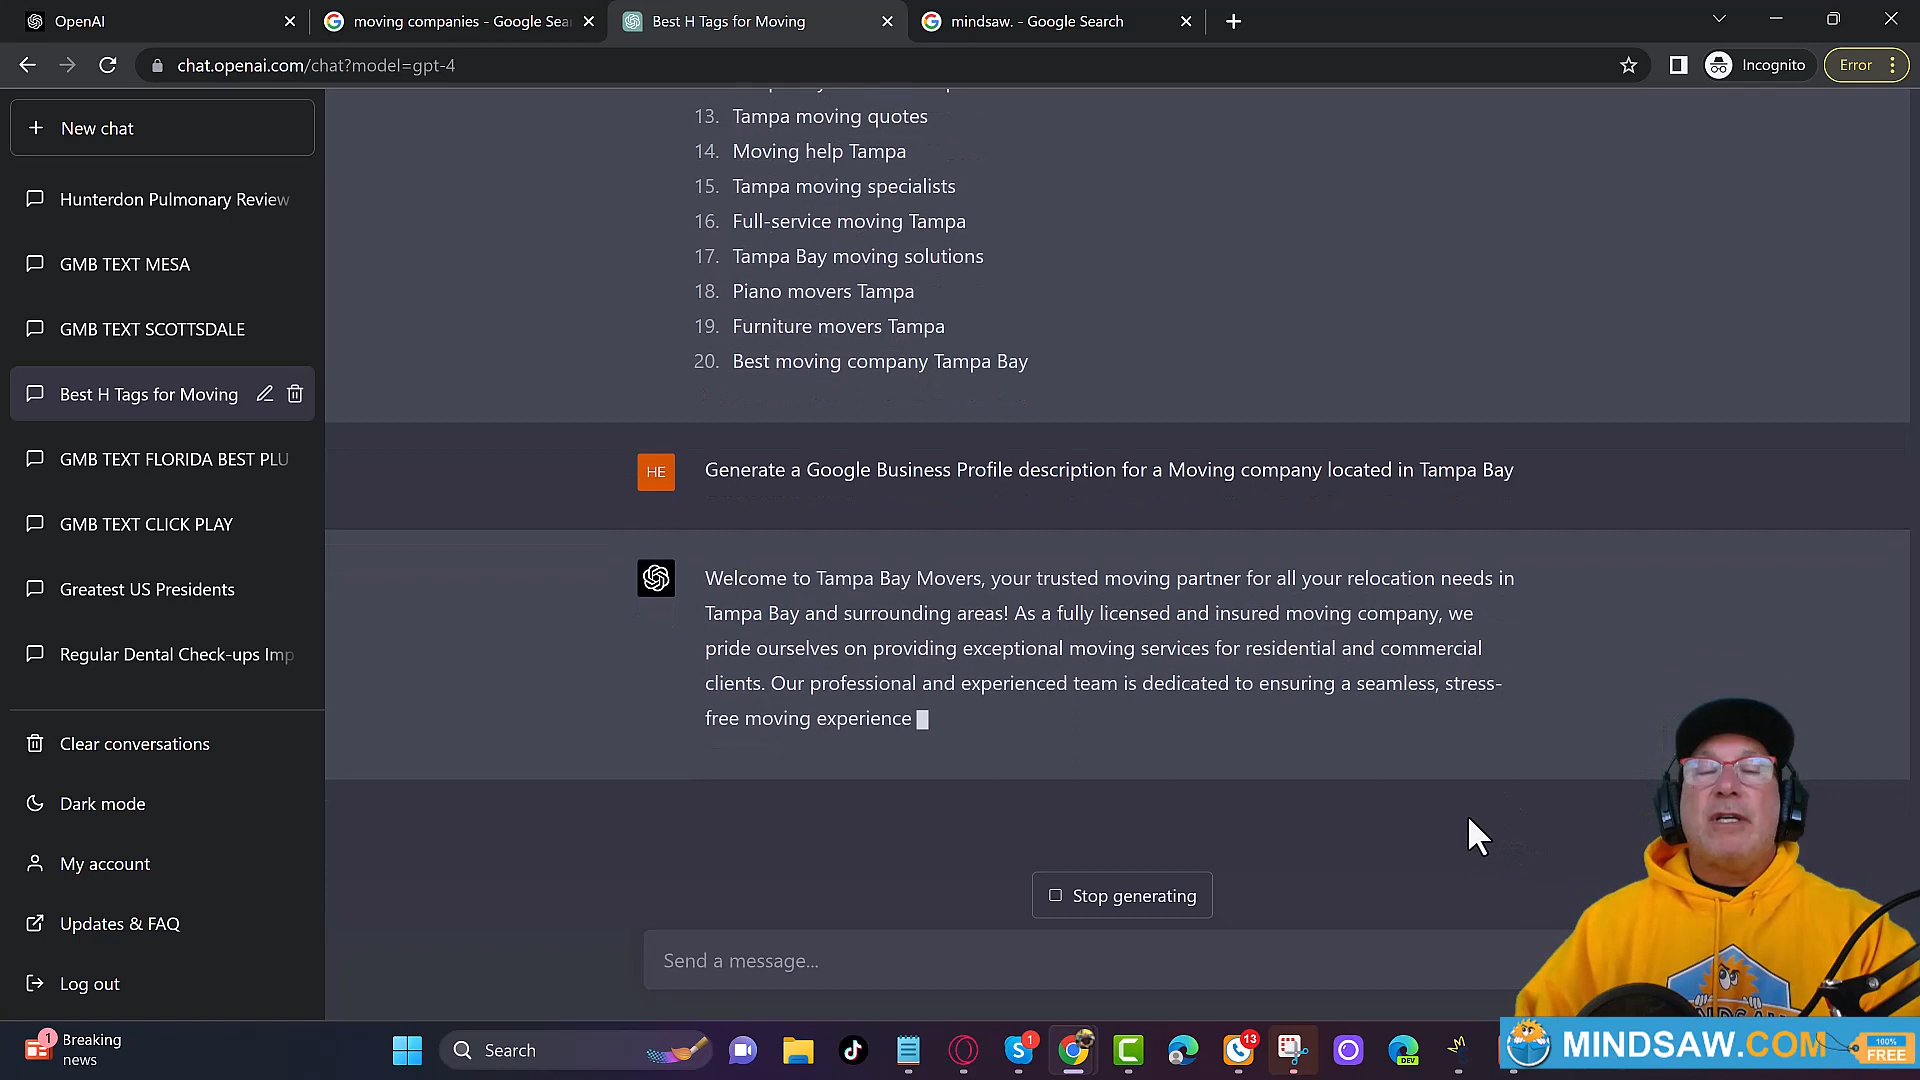 OpenAI
moving companies - Google Sea
Best H Tags for Moving
mindsaw. - Google Search
chat.openai.com/chat?model=gpt-4
Incognito
Error
New chat
Hunterdon Pulmonary Review
GMB TEXT MESA
GMB TEXT SCOTTSDALE
Best H Tags for Moving
GMB TEXT FLORIDA BEST PLU
GMB TEXT CLICK PLAY
Greatest US Presidents
Regular Dental Check-ups Imp
Clear conversations
Dark mode
My account
Updates & FAQ
Log out
13. Tampa moving quotes
14. Moving help Tampa
15. Tampa moving specialists
16. Full-service moving Tampa
17. Tampa Bay moving solutions
18. Piano movers Tampa
19. Furniture movers Tampa
20. Best moving company Tampa Bay
HE
Generate a Google Business Profile description for a Moving company located in Tampa Bay
Welcome to Tampa Bay Movers, your trusted moving partner for all your relocation needs in
Tampa Bay and surrounding areas! As a fully licensed and insured moving company, we
pride ourselves on providing exceptional moving services for residential and commercial
clients. Our professional and experienced team is dedicated to ensuring a seamless, stress-
free moving experience
Stop generating
Send a message...
1
Breaking
news
Search
1
13
DEV
MINDSAW.COM
100%
FREE